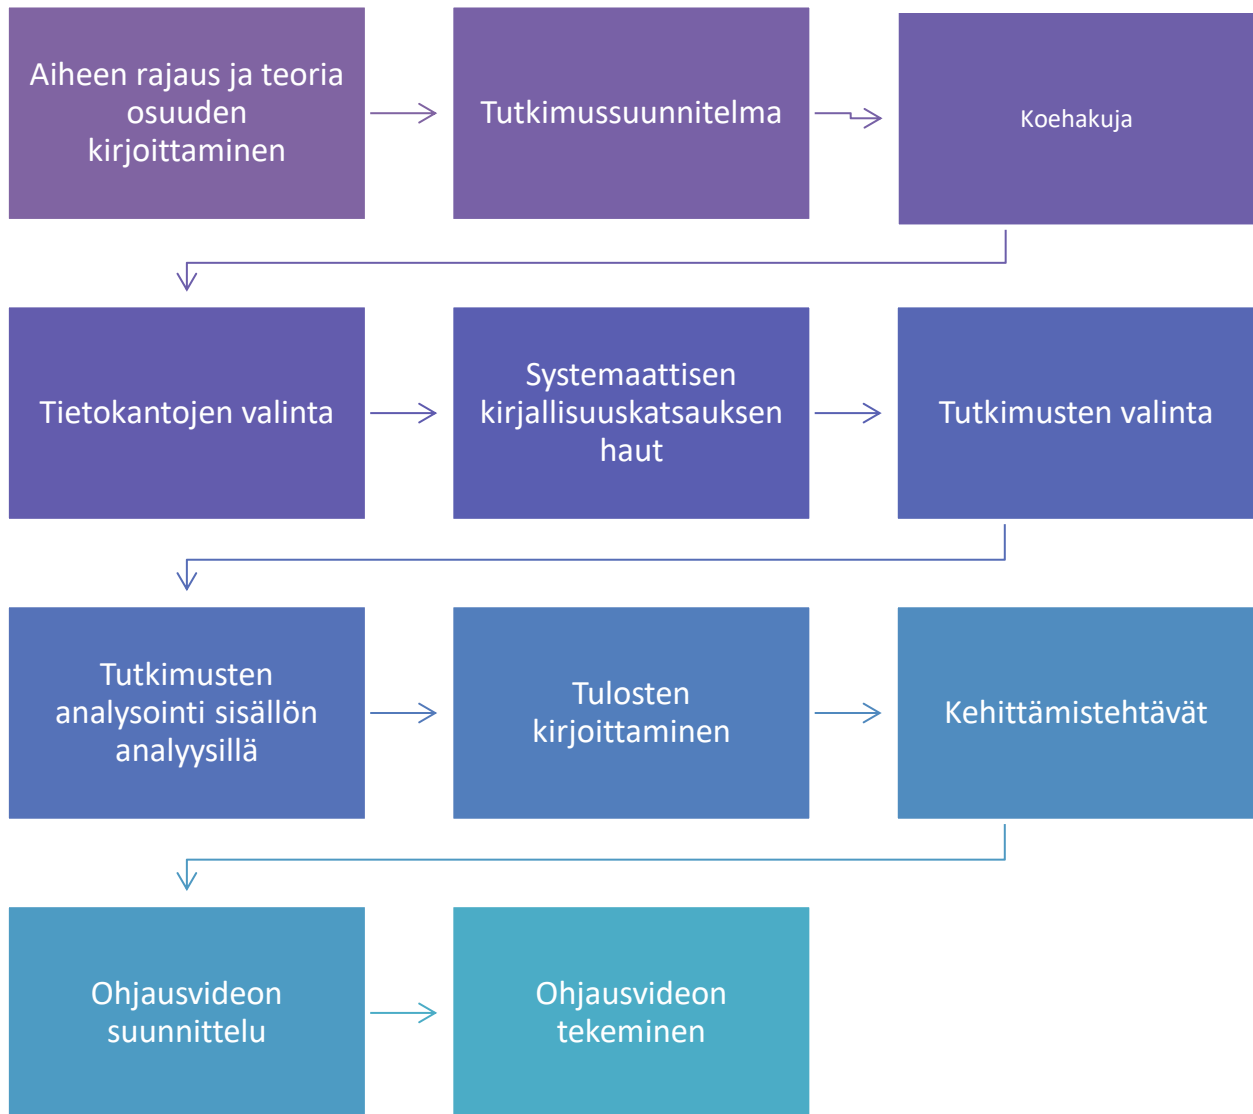 Aiheen rajaus ja teoria
osuuden
kirjoittaminen
Tutkimussuunnitelma
Koehakuja
Tietokantojen valinta
Systemaattisen
kirjallisuuskatsauksen
haut
Tutkimusten valinta
Tutkimusten
analysointi sisällön
analyysillä
Tulosten
kirjoittaminen
Kehittämistehtävät
Ohjausvideon
suunnittelu
Ohjausvideon
tekeminen